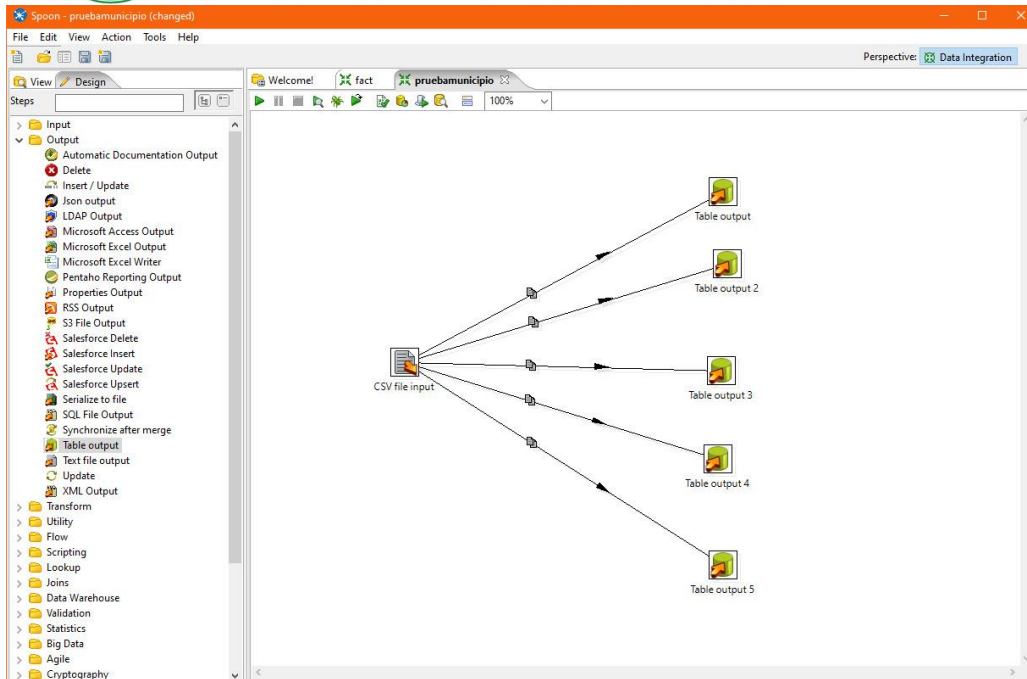 Spoon - pruebamunicipio (changed)
File Edit View Action Tools Help
Perspective: Data Integration
View Design
Welcome! fact pruebamunicipio
Steps
100%
Input
Output
Automatic Documentation Output
Delete
Insert / Update
Json output
LDAP Output
Microsoft Access Output
Microsoft Excel Output
Microsoft Excel Writer
Pentaho Reporting Output
Properties Output
RSS Output
S3 File Output
Salesforce Delete
Salesforce Insert
Salesforce Update
Salesforce Upsert
Serialize to file
SQL File Output
Synchronize after merge
Table output
Text file output
Update
XML Output
Transform
Utility
Flow
Scripting
Lookup
Joins
Data Warehouse
Validation
Statistics
Big Data
Agile
Cryptography
Table output
Table output 2
CSV file input
Table output 3
Table output 4
Table output 5